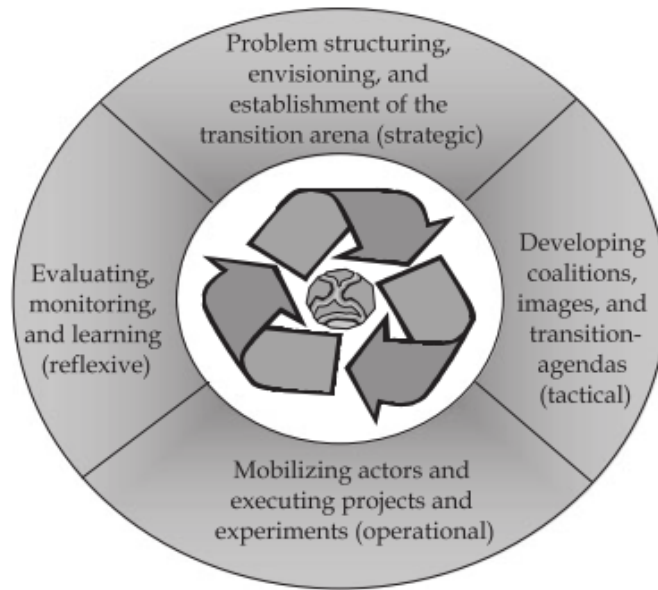 Problem structuring,
envisioning, and
establishment of the
transition arena (strategic)
Developing
coalitions,
images, and
transition-
agendas
(tactical)
Mobilizing actors and
executing projects and
experiments (operational)
Evaluating,
monitoring,
and learning
(reflexive)